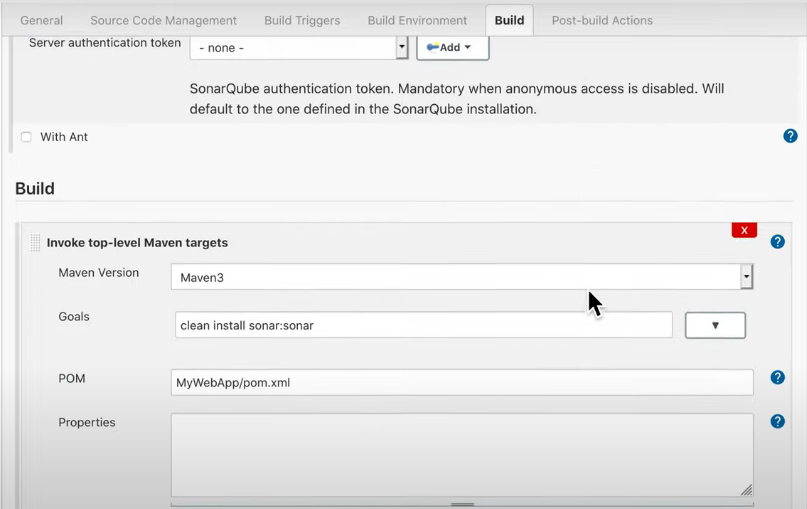 General Source Code Management Build Triggers Build Environment Build Post-build Actions
Server authentication token - none - Add
SonarQube authentication token. Mandatory when anonymous access is disabled. Will
default to the one defined in the SonarQube installation.
With Ant ?
Build
X
Invoke top-level Maven targets ?
Maven Version Maven3
Goals clean install sonar:sonar
POM MyWebApp/pom.xml ?
Properties ?